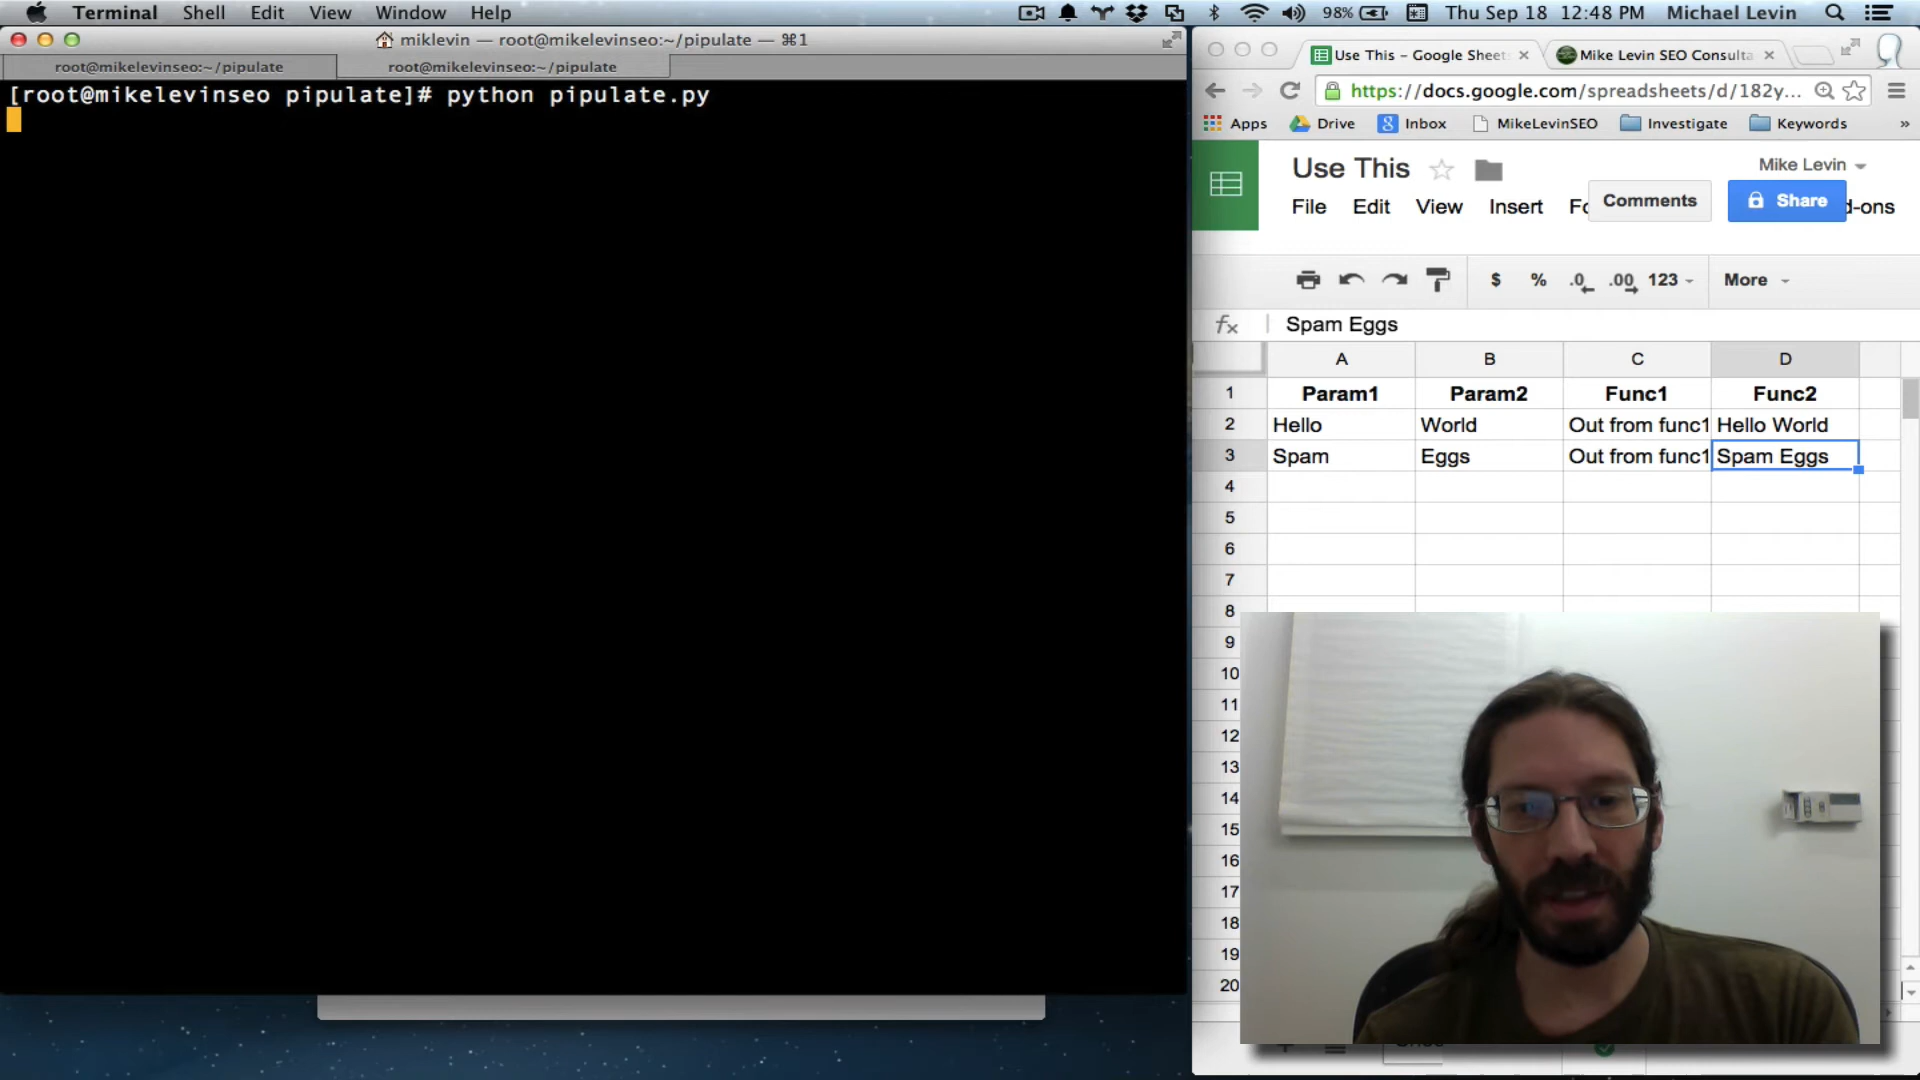 Terminal Shell Edit View Window Help 98% Thu Sep 18 12:48 PM Michael Levin
miklevin — root@mikelevinseo:~/pipulate — ⌘1
root@mikelevinseo:~/pipulate root@mikelevinseo:~/pipulate
[root@mikelevinseo pipulate]# python pipulate.py
Use This – Google Sheets × Mike Levin SEO Consulta ×
https://docs.google.com/spreadsheets/d/182y...
Apps Drive Inbox MikeLevinSEO Investigate Keywords »
Use This Mike Levin
File Edit View Insert Fo Comments Share d-ons
$ % .0 .00 123 More
fx Spam Eggs
A B C D
1 Param1 Param2 Func1 Func2
2 Hello World Out from func1 Hello World
3 Spam Eggs Out from func1 Spam Eggs
4
5
6
7
8
9
10
11
12
13
14
15
16
17
18
19
20